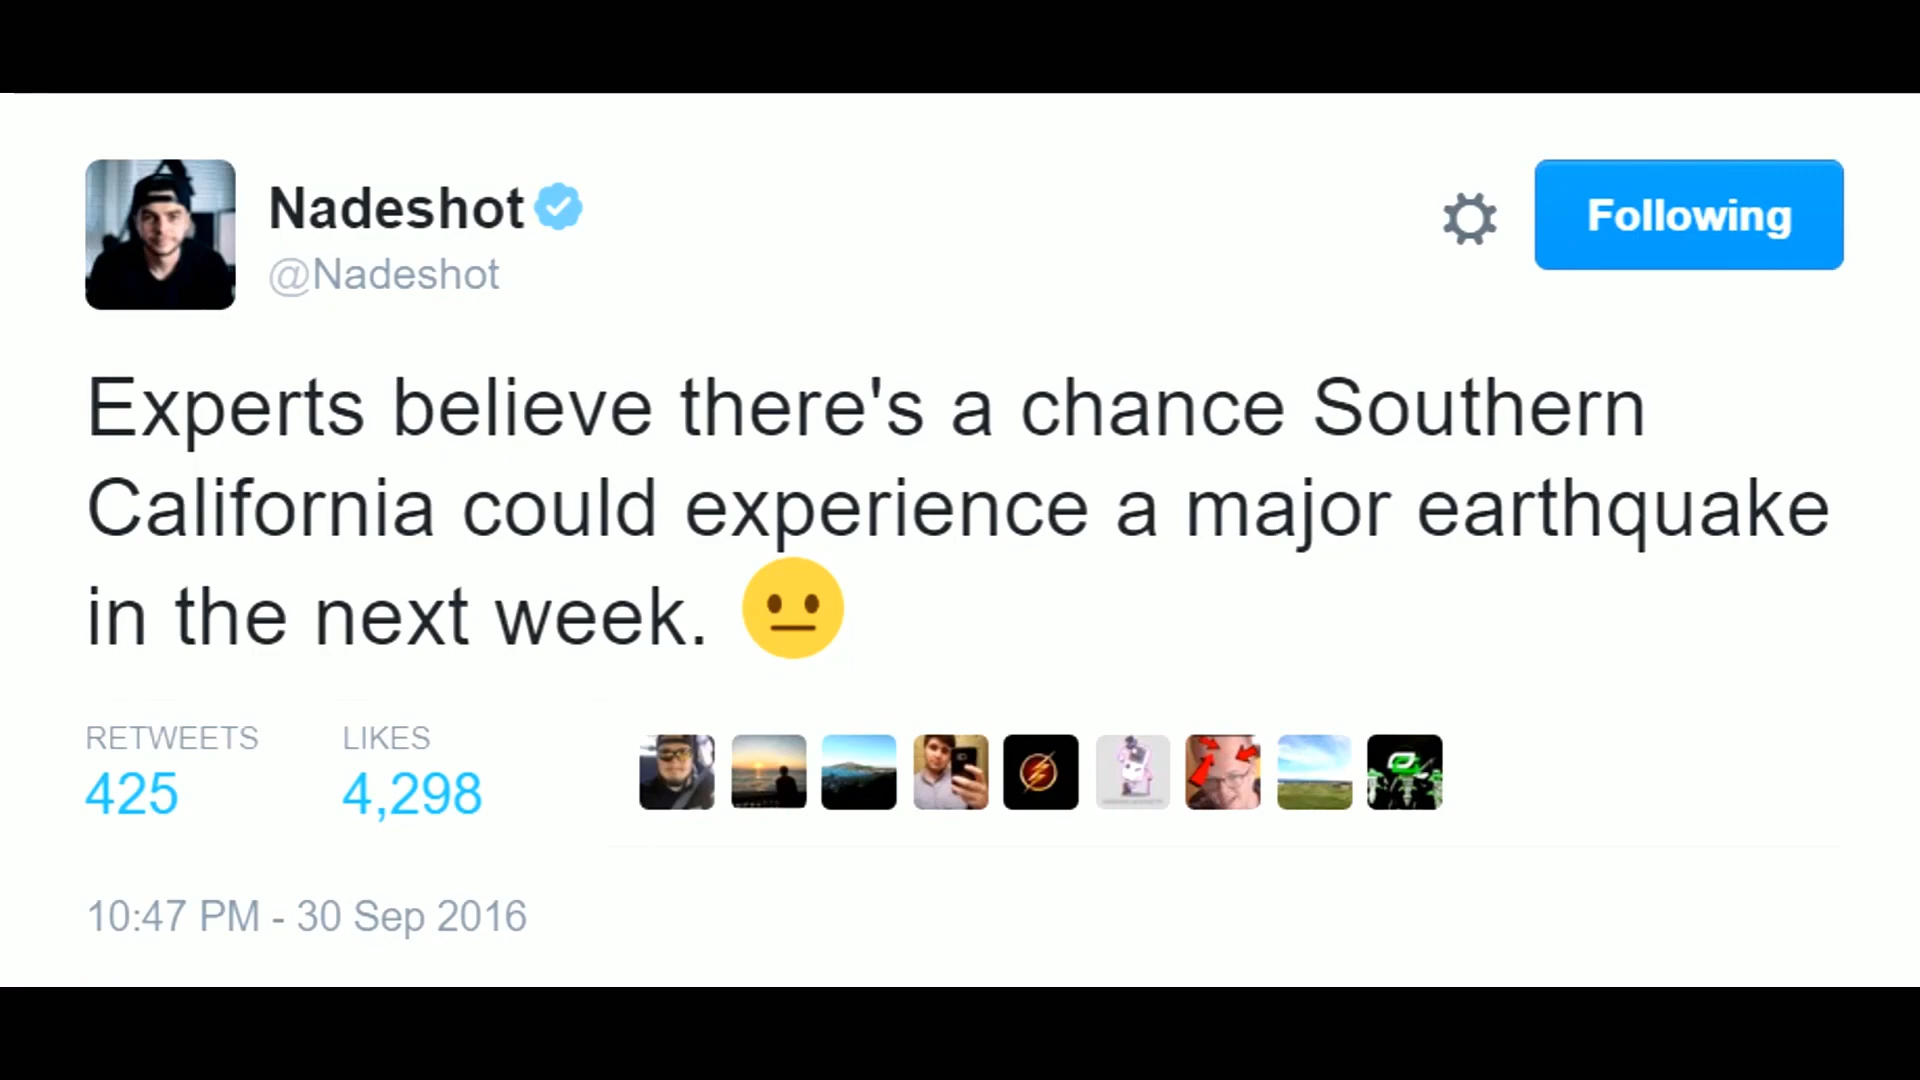 Nadeshot
@Nadeshot
Following
Experts believe there's a chance Southern
California could experience a major earthquake
in the next week. 😐
RETWEETS
425
LIKES
4,298
10:47 PM - 30 Sep 2016